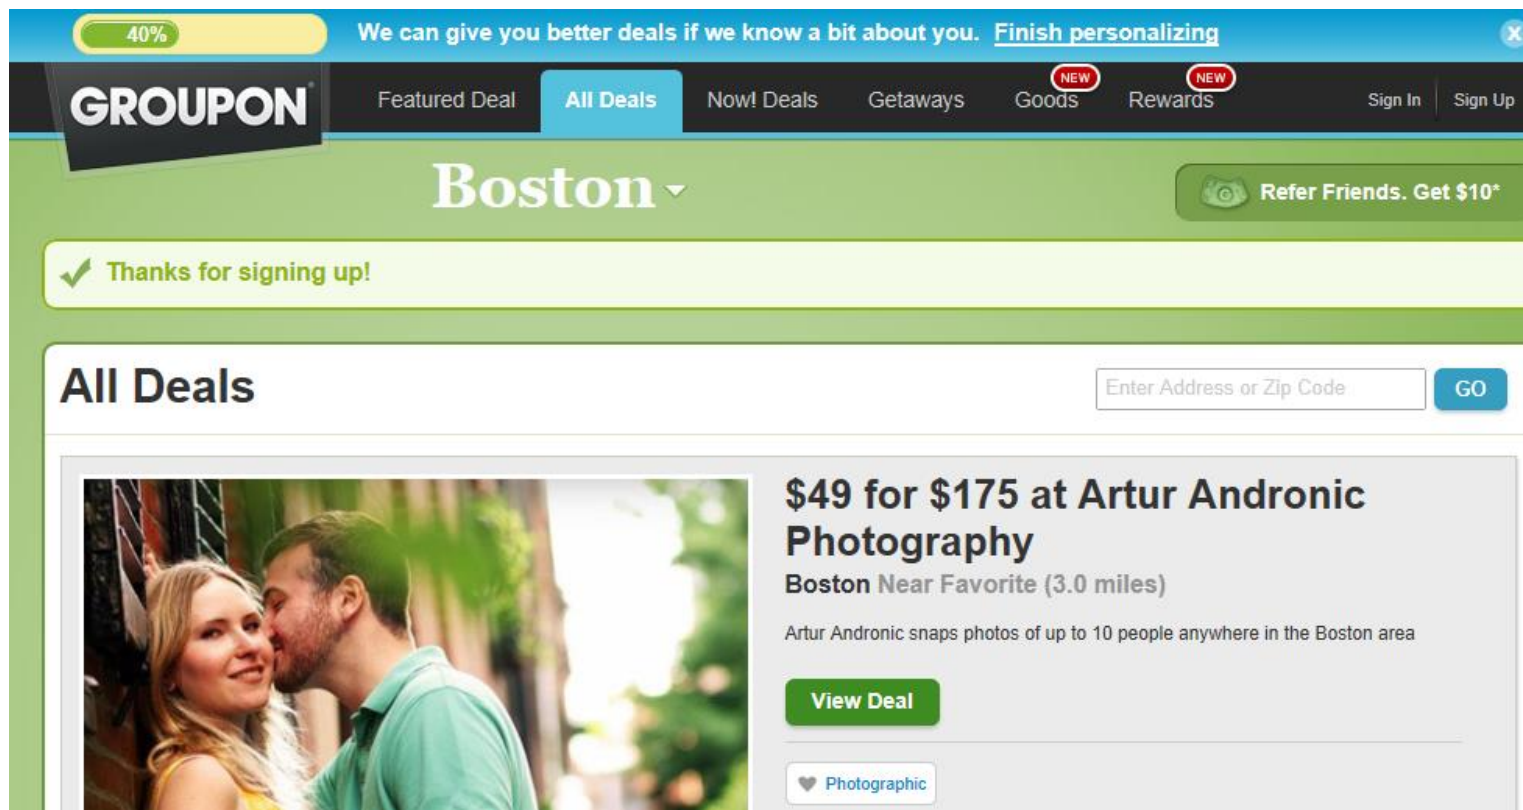 40% We can give you better deals if we know a bit about you. Finish personalizing X
NEW NEW
GROUPON® Featured Deal All Deals Now! Deals Getaways Goods Rewards Sign In Sign Up
Boston
G Refer Friends. Get $10*
Thanks for signing up!
All Deals Enter Address or Zip Code GO
$49 for $175 at Artur Andronic
Photography
Boston Near Favorite (3.0 miles)
Artur Andronic snaps photos of up to 10 people anywhere in the Boston area
View Deal
Photographic